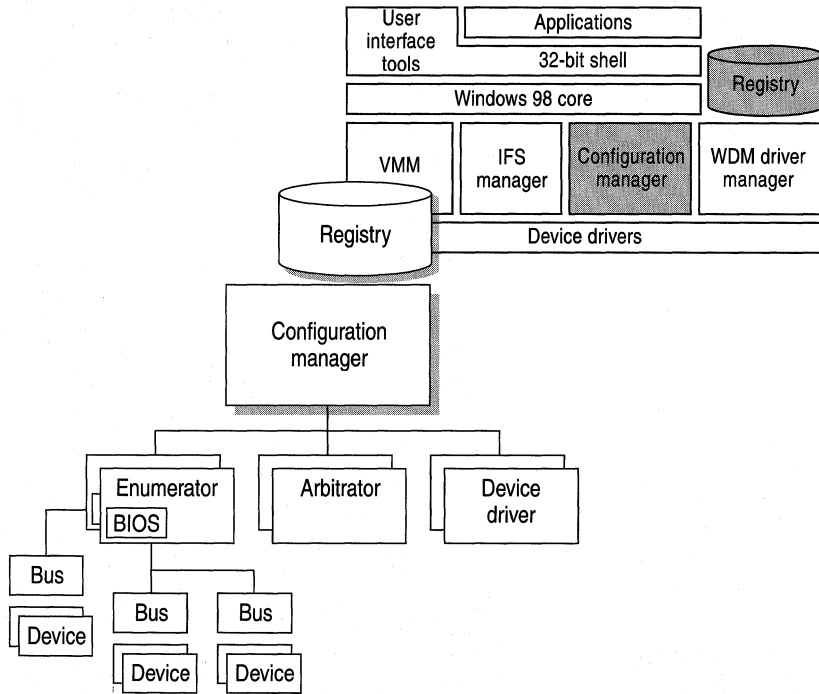 User
interface
tools
Applications
32-bit shell
Registry
Windows 98 core
VMM
IFS
manager
Configuration
manager
WDM driver
manager
Registry
Device drivers
Configuration
manager
Enumerator
BIOS
Arbitrator
Device
driver
Bus
Device
Bus
Device
Bus
Device